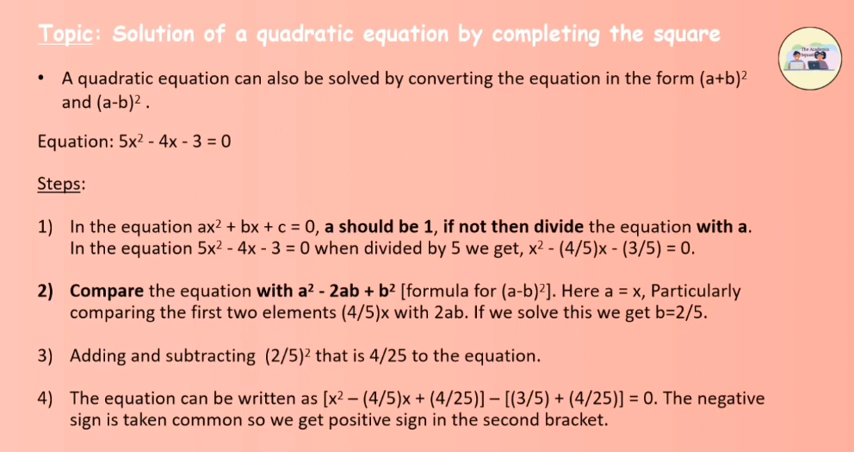 Topic: Solution of a quadratic equation by completing the square
• A quadratic equation can also be solved by converting the equation in the form (a+b)²
and (a-b)² .
Equation: 5x² - 4x - 3 = 0
Steps:
1) In the equation ax² + bx + c = 0, a should be 1, if not then divide the equation with a.
In the equation 5x² - 4x - 3 = 0 when divided by 5 we get, x² - (4/5)x - (3/5) = 0.
2) Compare the equation with a² - 2ab + b² [formula for (a-b)²]. Here a = x, Particularly
comparing the first two elements (4/5)x with 2ab. If we solve this we get b=2/5.
3) Adding and subtracting (2/5)² that is 4/25 to the equation.
4) The equation can be written as [x² – (4/5)x + (4/25)] – [(3/5) + (4/25)] = 0. The negative
sign is taken common so we get positive sign in the second bracket.